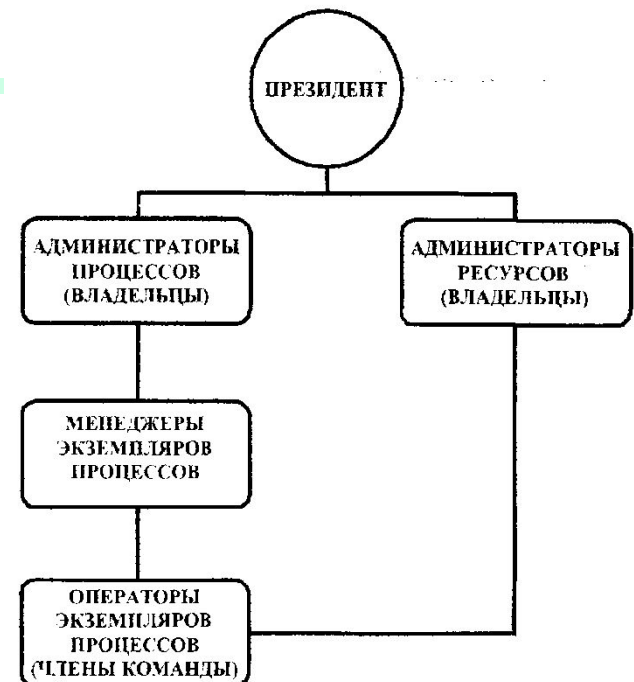 ПРЕЗИДЕНТ
АДМИНИСТРАТОРЫ
ПРОЦЕССОВ
(ВЛАДЕЛЬЦЫ)
АДМИНИСТРАТОРЫ
РЕСУРСОВ
(ВЛАДЕЛЬЦЫ)
МЕНЕДЖЕРЫ
ЭКЗЕМПЛЯРОВ
ПРОЦЕССОВ
ОПЕРАТОРЫ
ЭКЗЕМПЛЯРОВ
ПРОЦЕССОВ
(ЧЛЕНЫ КОМАНДЫ)